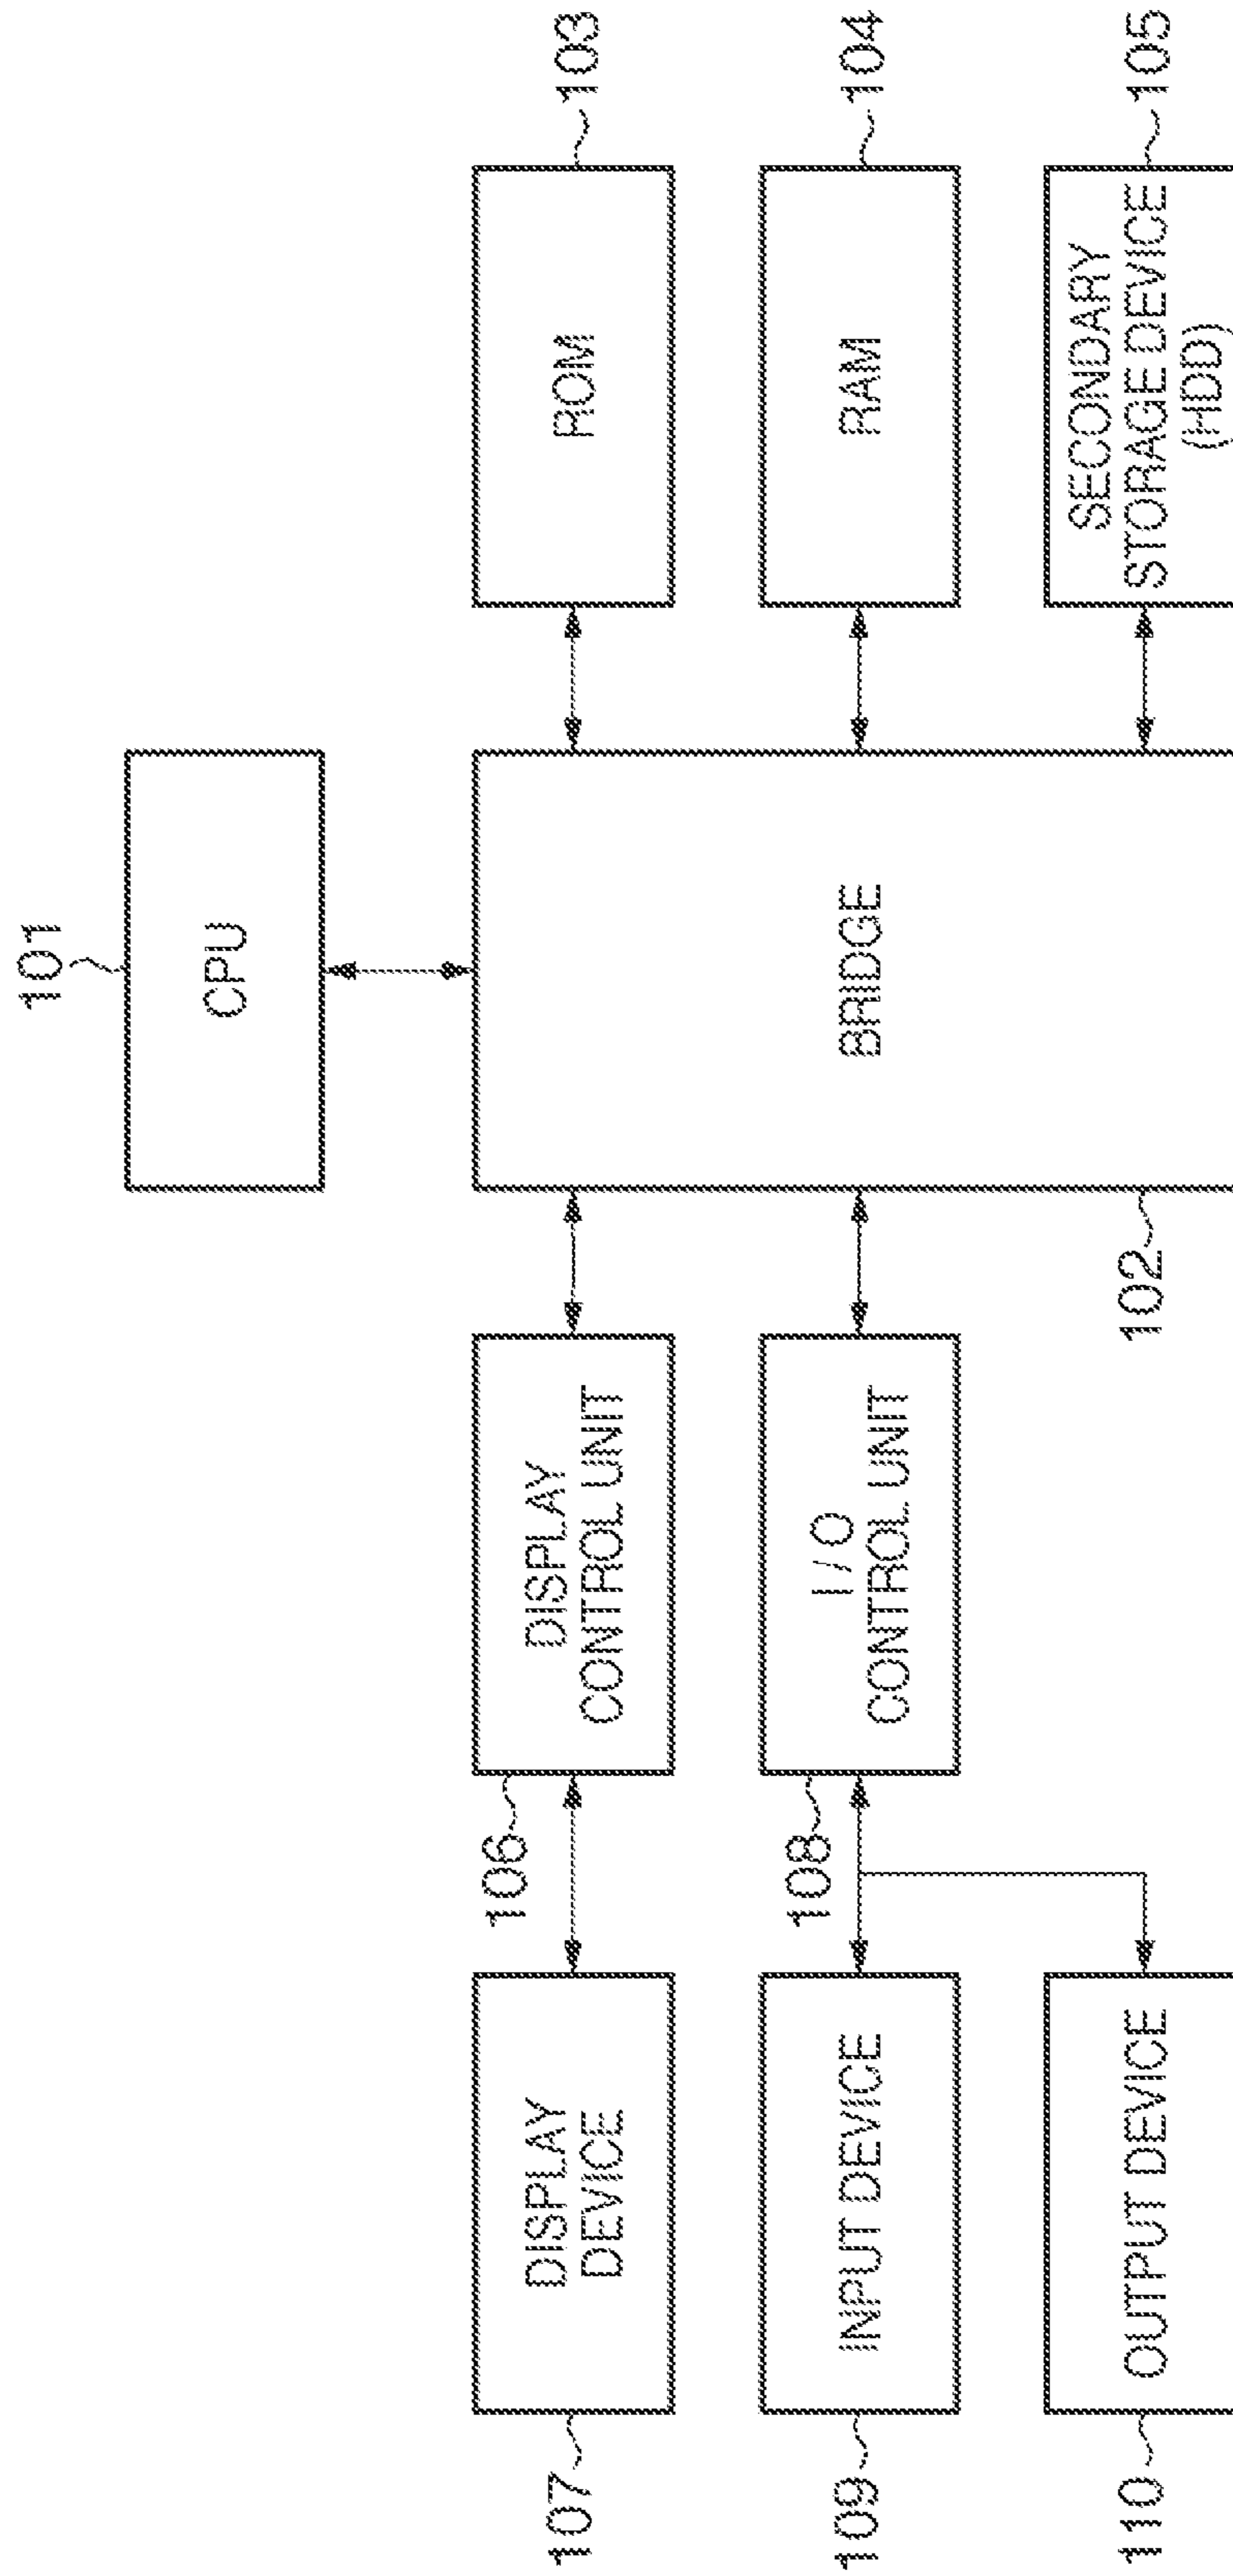 101
CPU
107
DISPLAY
DEVICE
106
DISPLAY
CONTROL UNIT
ROM
103
109
INPUT DEVICE
108
I / O
CONTROL UNIT
BRIDGE
RAM
104
110
OUTPUT DEVICE
102
SECONDARY
STORAGE DEVICE
(HDD)
105